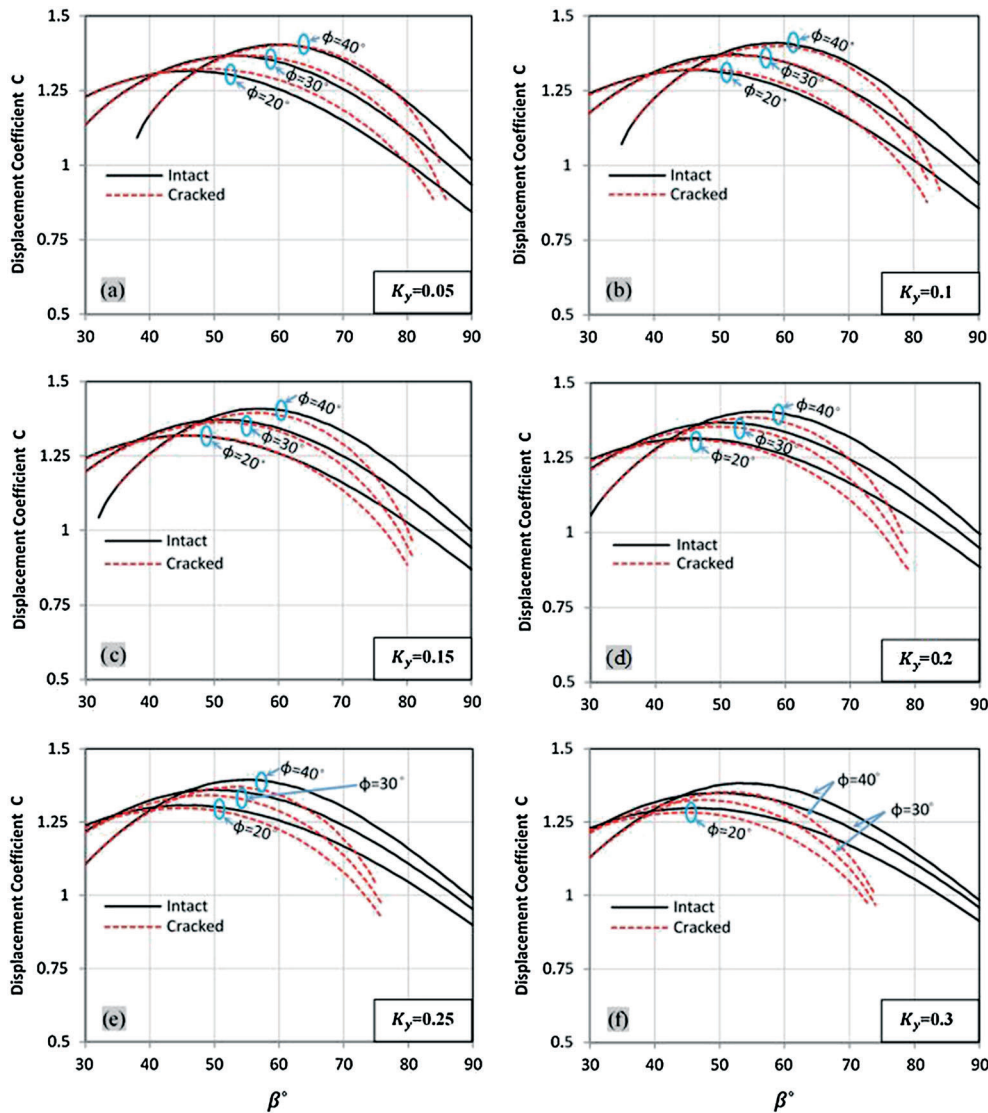 1.5
1.25
1
0.75
0.5
Displacement Coefficient C
ϕ=40°
ϕ=30°
ϕ=20°
Intact
Cracked
(a)
Ky=0.05
30 40 50 60 70 80 90
1.5
1.25
1
0.75
0.5
Displacement Coefficient C
ϕ=40°
ϕ=30°
ϕ=20°
Intact
Cracked
(b)
Ky=0.1
30 40 50 60 70 80 90
1.5
1.25
1
0.75
0.5
Displacement Coefficient C
ϕ=40°
ϕ=30°
ϕ=20°
Intact
Cracked
(c)
Ky=0.15
30 40 50 60 70 80 90
1.5
1.25
1
0.75
0.5
Displacement Coefficient C
ϕ=40°
ϕ=30
ϕ=20°
Intact
Cracked
(d)
Ky=0.2
30 40 50 60 70 80 90
1.5
1.25
1
0.75
0.5
Displacement Coefficient C
ϕ=40°
ϕ=30°
ϕ=20
Intact
Cracked
(e)
Ky=0.25
30 40 50 60 70 80 90
β°
1.5
1.25
1
0.75
0.5
Displacement Coefficient C
ϕ=40°
ϕ=30°
ϕ=20°
Intact
Cracked
(f)
Ky=0.3
30 40 50 60 70 80 90
β°